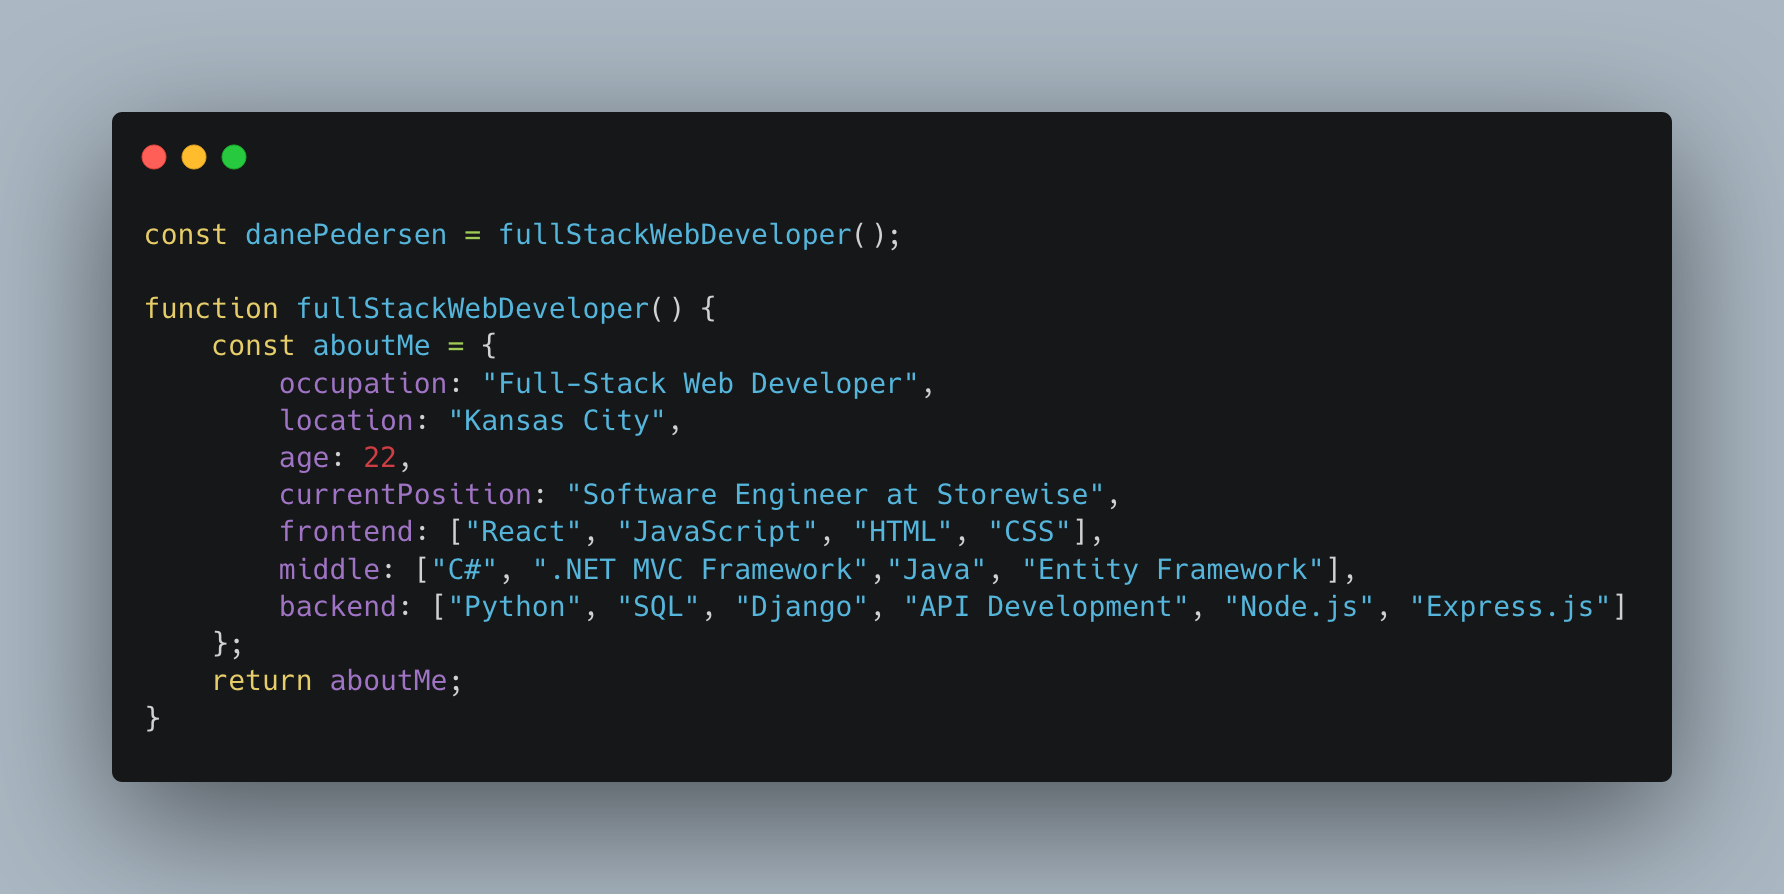 const danePedersen = fullStackWebDeveloper();
function fullStackWebDeveloper() {
    const aboutMe = {
        occupation: "Full-Stack Web Developer",
        location: "Kansas City",
        age: 22,
        currentPosition: "Software Engineer at Storewise",
        frontend: ["React", "JavaScript", "HTML", "CSS"],
        middle: ["C#", ".NET MVC Framework","Java", "Entity Framework"],
        backend: ["Python", "SQL", "Django", "API Development", "Node.js", "Express.js"]
    };
    return aboutMe;
}